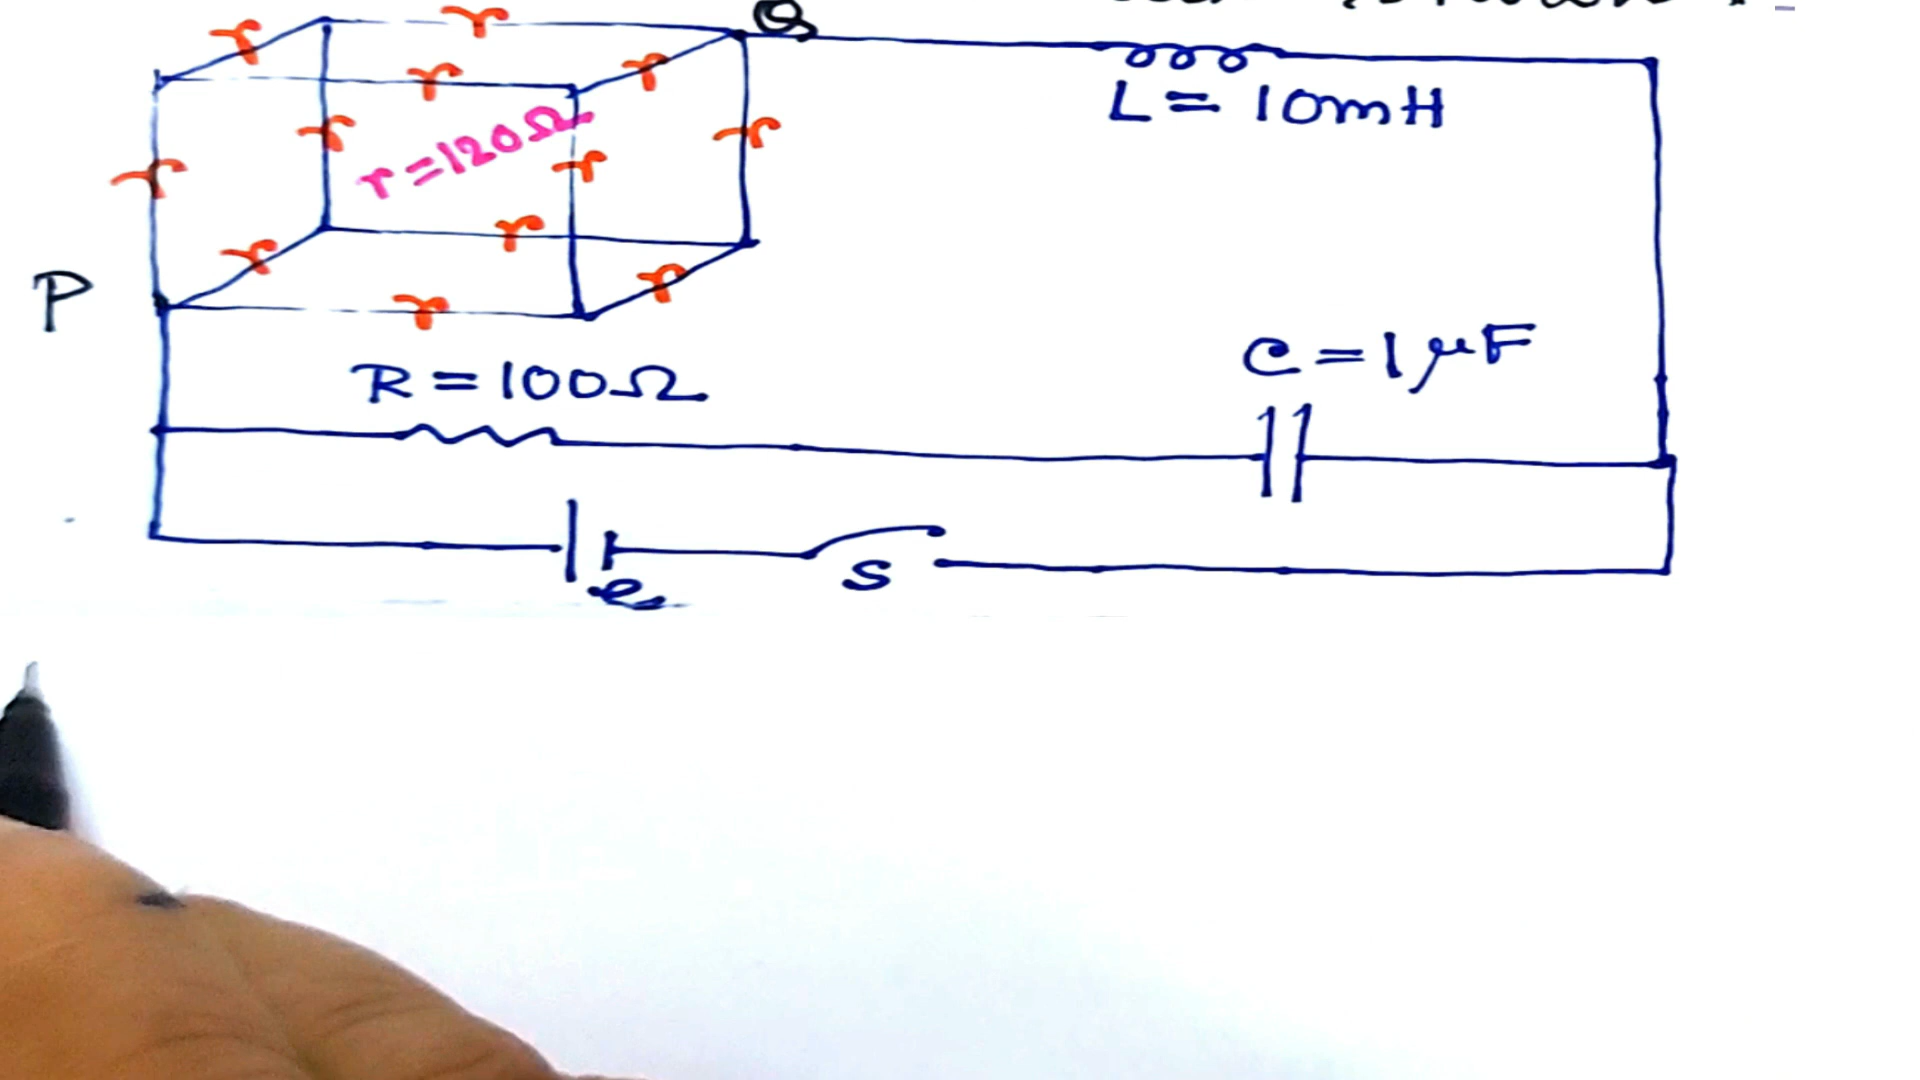 r r Q
r r
r r r r
r = 120Ω
L = 10mH
r r r
P r
R = 100Ω
C = 1μF
e S